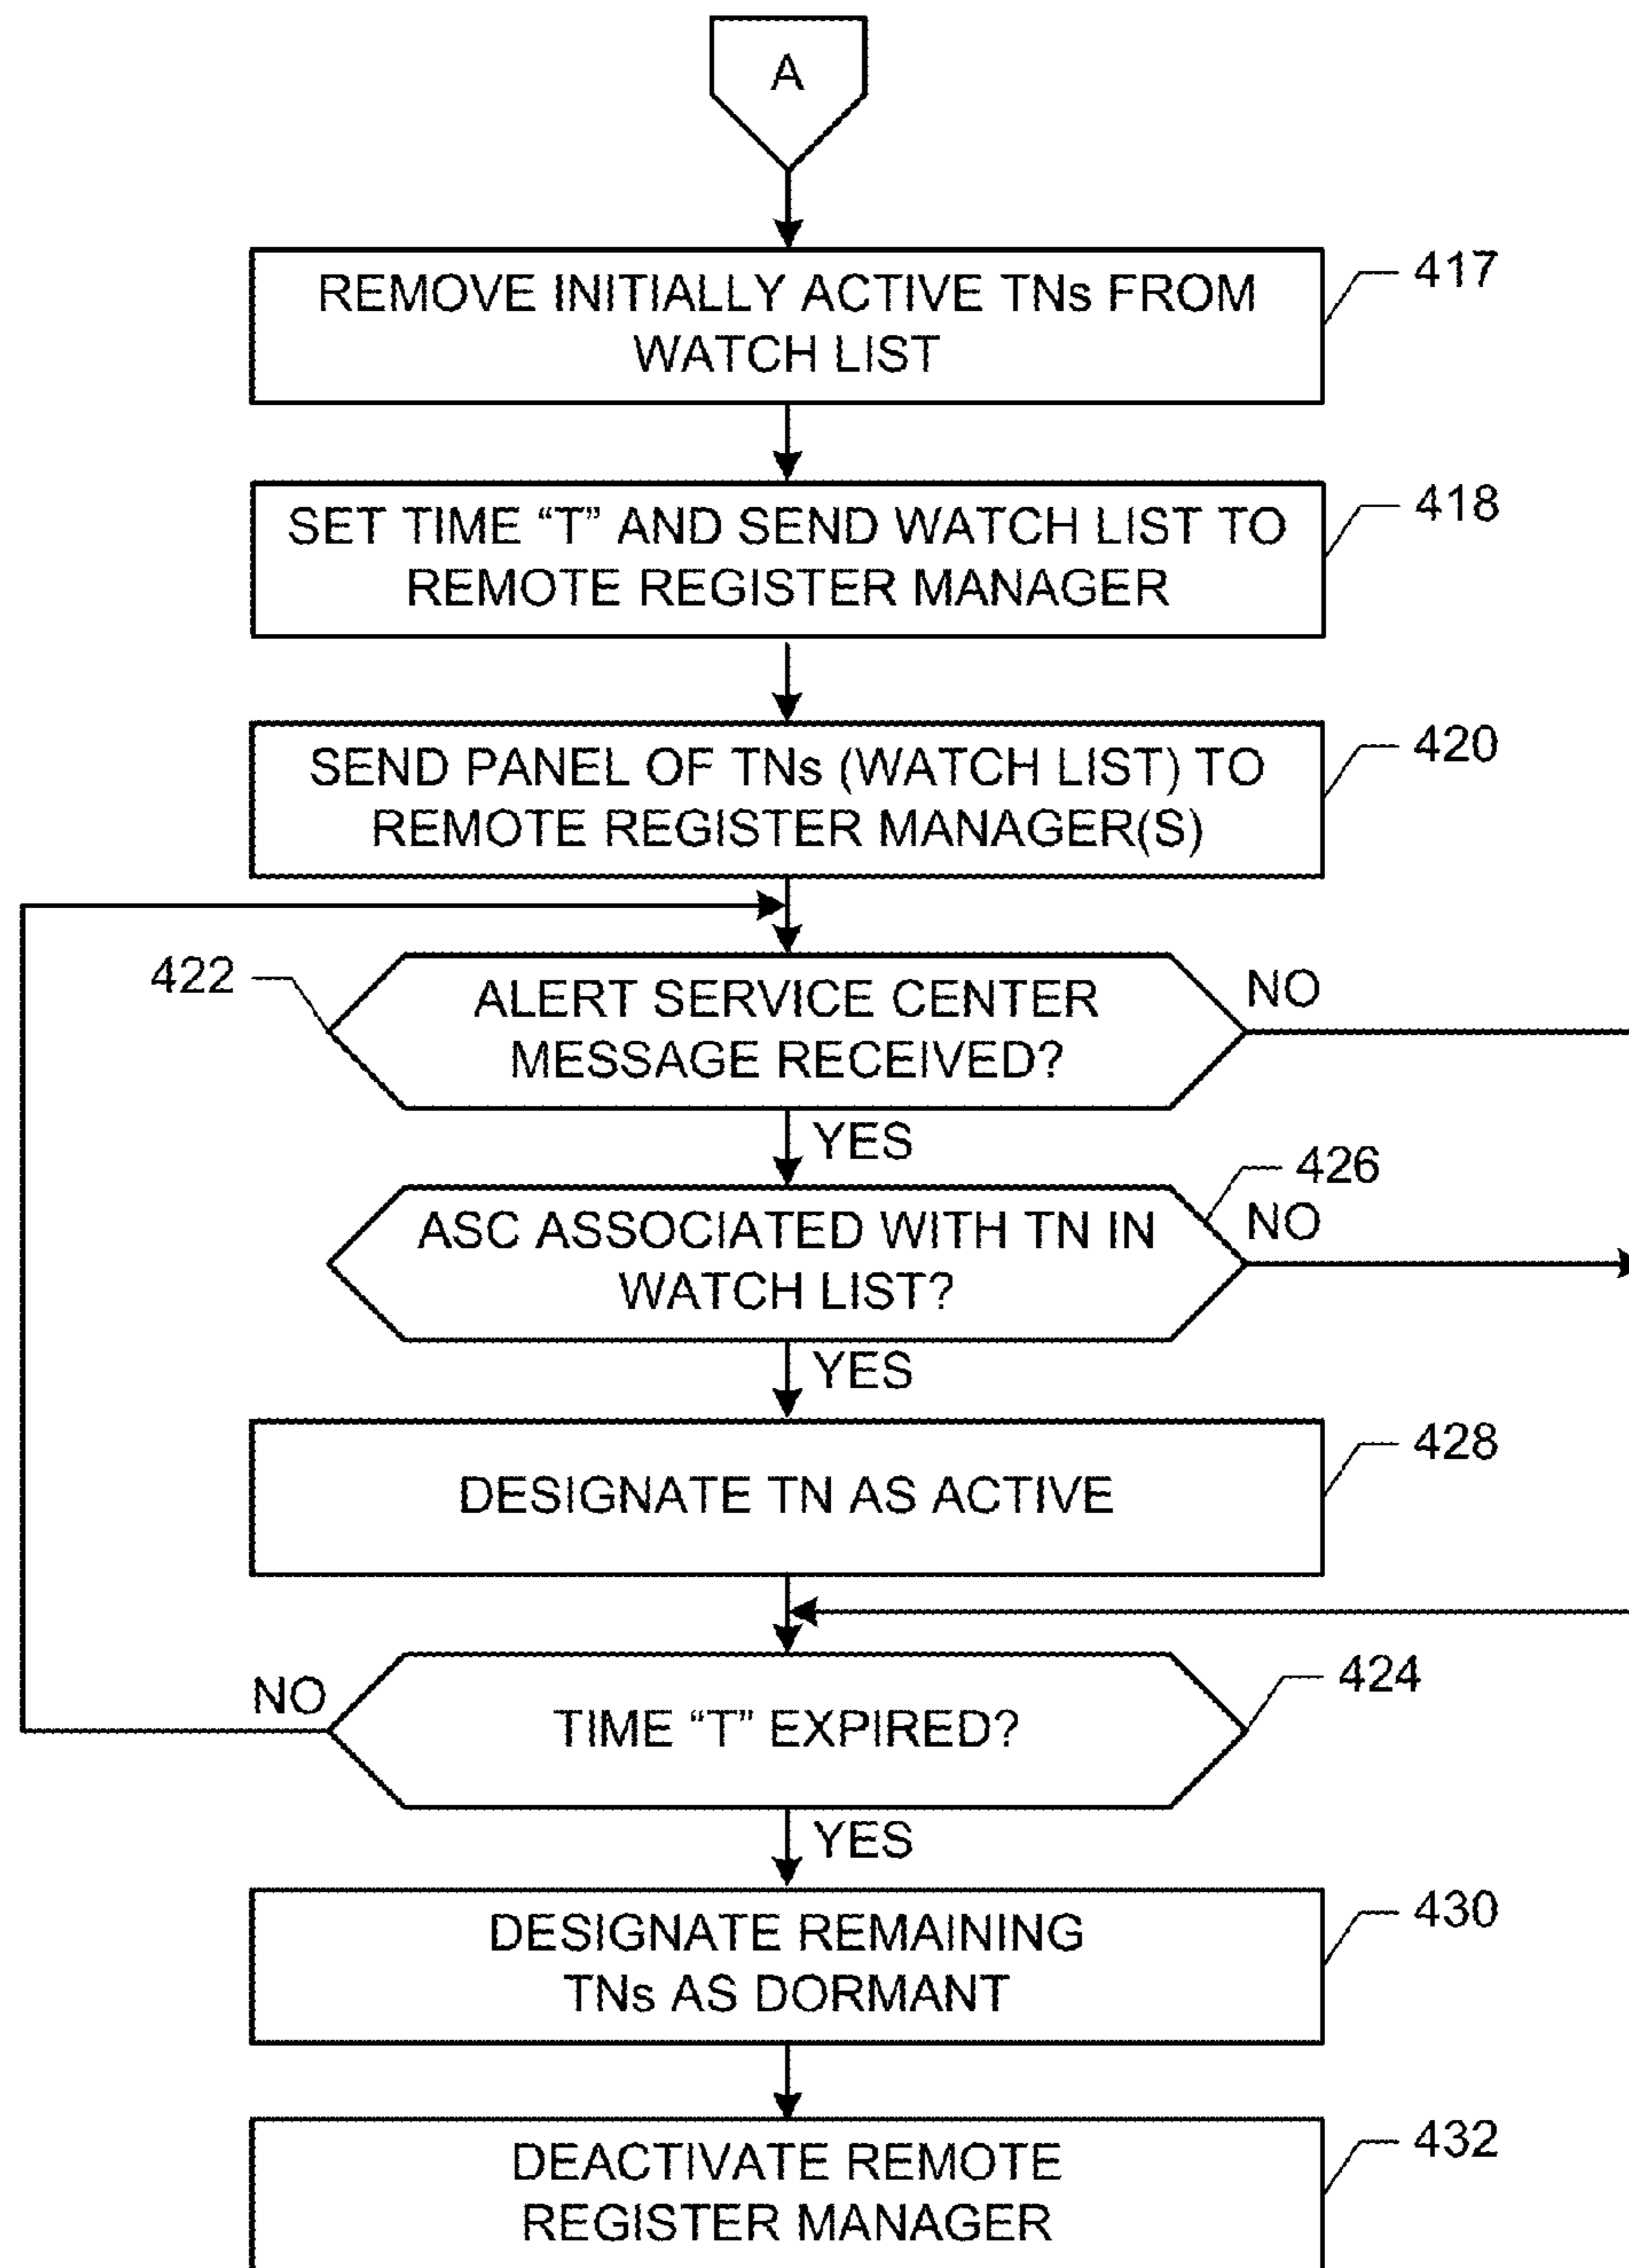 A
REMOVE INITIALLY ACTIVE TNs FROM
WATCH LIST
417
SET TIME “T” AND SEND WATCH LIST TO
REMOTE REGISTER MANAGER
418
SEND PANEL OF TNs (WATCH LIST) TO
REMOTE REGISTER MANAGER(S)
420
422
ALERT SERVICE CENTER
MESSAGE RECEIVED?
NO
YES
426
ASC ASSOCIATED WITH TN IN
WATCH LIST?
NO
YES
DESIGNATE TN AS ACTIVE
428
NO
TIME “T” EXPIRED?
424
YES
DESIGNATE REMAINING
TNs AS DORMANT
430
DEACTIVATE REMOTE
REGISTER MANAGER
432